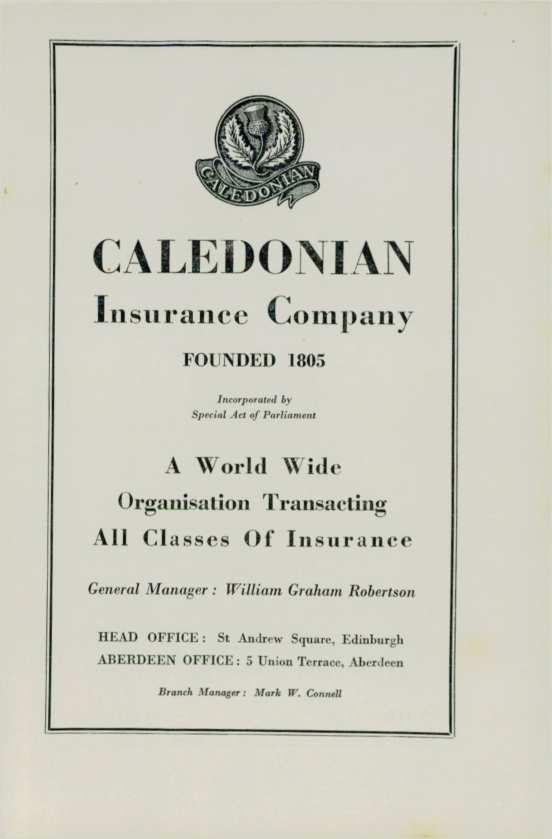 CALEDONIAN
CALEDONIAN
Insurance Company
FOUNDED 1805
Incorporated by
Special Act of Parliament
A World Wide
Organisation Transacting
All Classes Of Insurance
General Manager : William Graham Robertson
HEAD OFFICE : St Andrew Square, Edinburgh
ABERDEEN OFFICE : 5 Union Terrace, Aberdeen
Branch Manager : Mark W. Connell